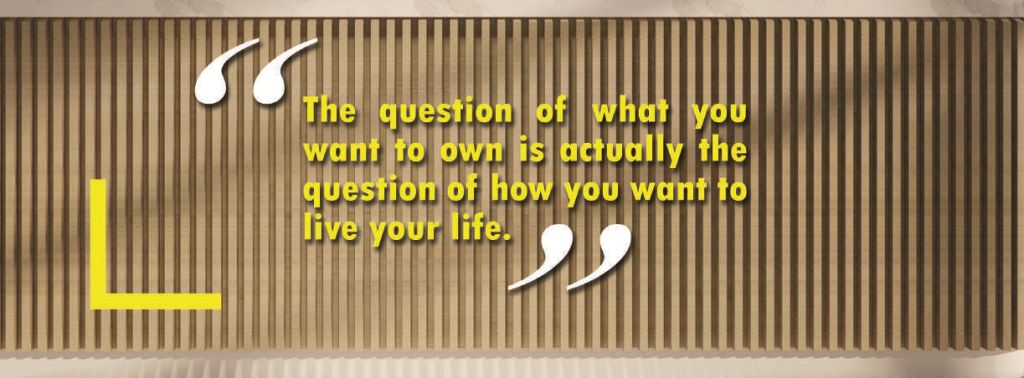 “
The question of what you
want to own is actually the
question of how you want to
live your life.
”